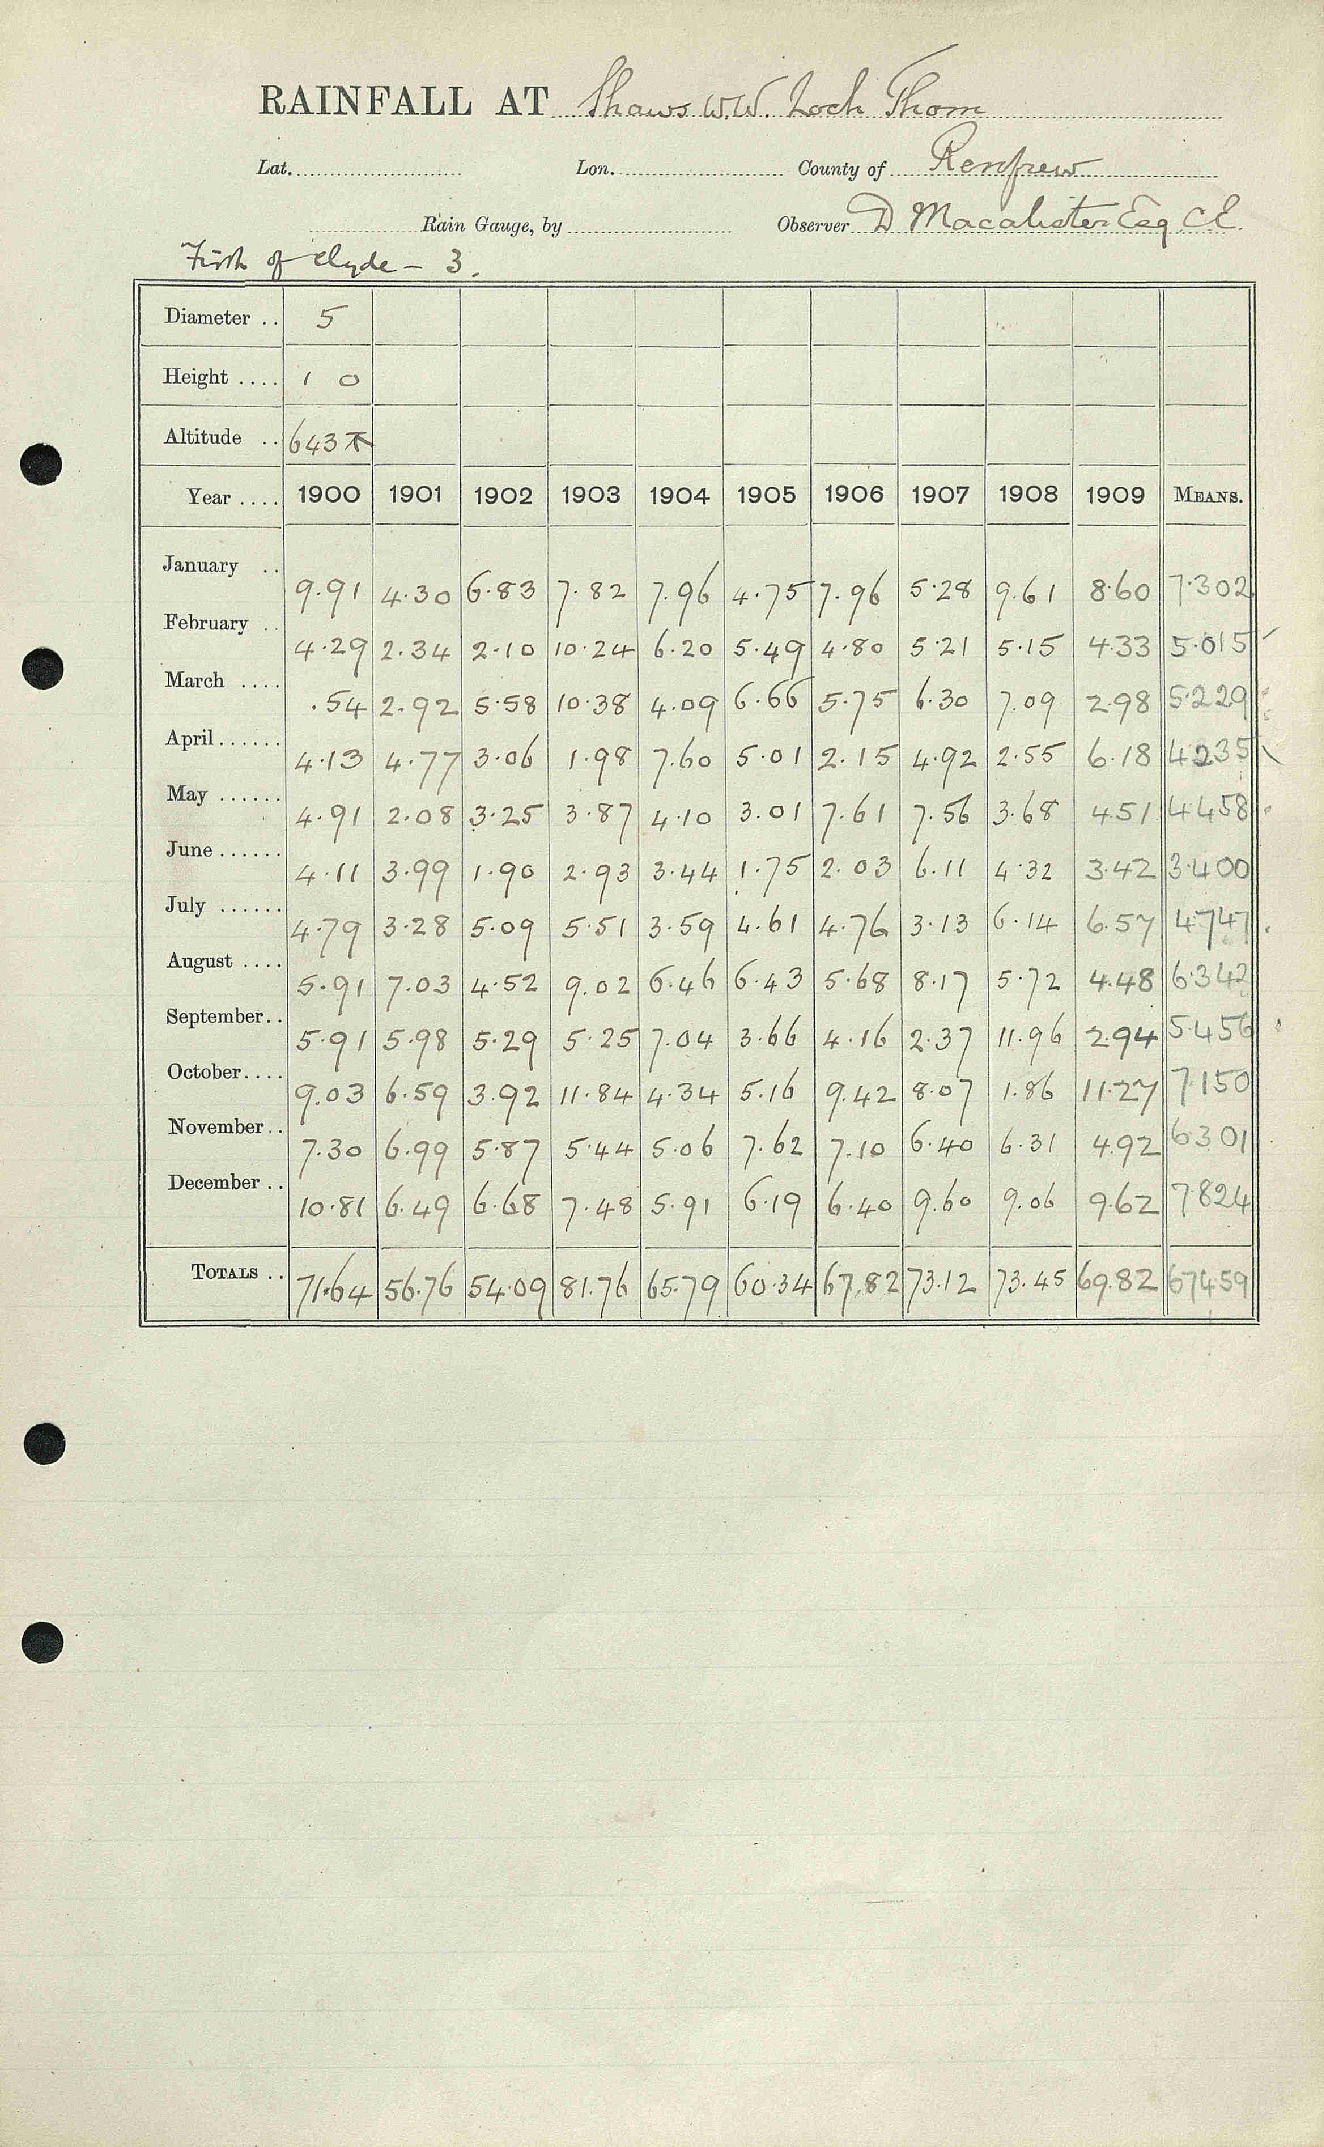 RAINFALL AT Shaws W.W. Loch Thom
Lat. Lon. County of Renfrew
Rain Gauge, by Observer D Macalister Esq C.E.
Firth of Clyde - 3.
Diameter .. 5
Height .... 1 0
Altitude .. 643
Year .... 1900 1901 1902 1903 1904 1905 1906 1907 1908 1909 MEANS.
January .. 9.91 4.30 6.83 7.82 7.96 4.75 7.96 5.28 9.61 8.60 7.302
February .. 4.29 2.34 2.10 10.24 6.20 5.49 4.80 5.21 5.15 4.33 5.015
March .... .54 2.92 5.58 10.38 4.09 6.66 5.75 6.30 7.09 2.98 5.229
April...... 4.13 4.77 3.06 1.98 7.60 5.01 2.15 4.92 2.55 6.18 4.235
May ...... 4.91 2.08 3.25 3.87 4.10 3.01 7.61 7.56 3.68 4.51 4.458
June ...... 4.11 3.99 1.90 2.93 3.44 1.75 2.03 6.11 4.32 3.42 3.400
July ...... 4.79 3.28 5.09 5.51 3.59 4.61 4.76 3.13 6.14 6.57 4.747
August .... 5.91 7.03 4.52 9.02 6.46 6.43 5.68 8.17 5.72 4.48 6.342
September.. 5.91 5.98 5.29 5.25 7.04 3.66 4.16 2.37 11.96 2.94 5.456
October.... 9.03 6.59 3.92 11.84 4.34 5.16 9.42 8.07 1.86 11.27 7.150
November.. 7.30 6.99 5.87 5.44 5.06 7.62 7.10 6.40 6.31 4.92 6.301
December .. 10.81 6.49 6.68 7.48 5.91 6.19 6.40 9.60 9.06 9.62 7.824
TOTALS .. 71.64 56.76 54.09 81.76 65.79 60.34 67.82 73.12 73.45 69.82 67.459